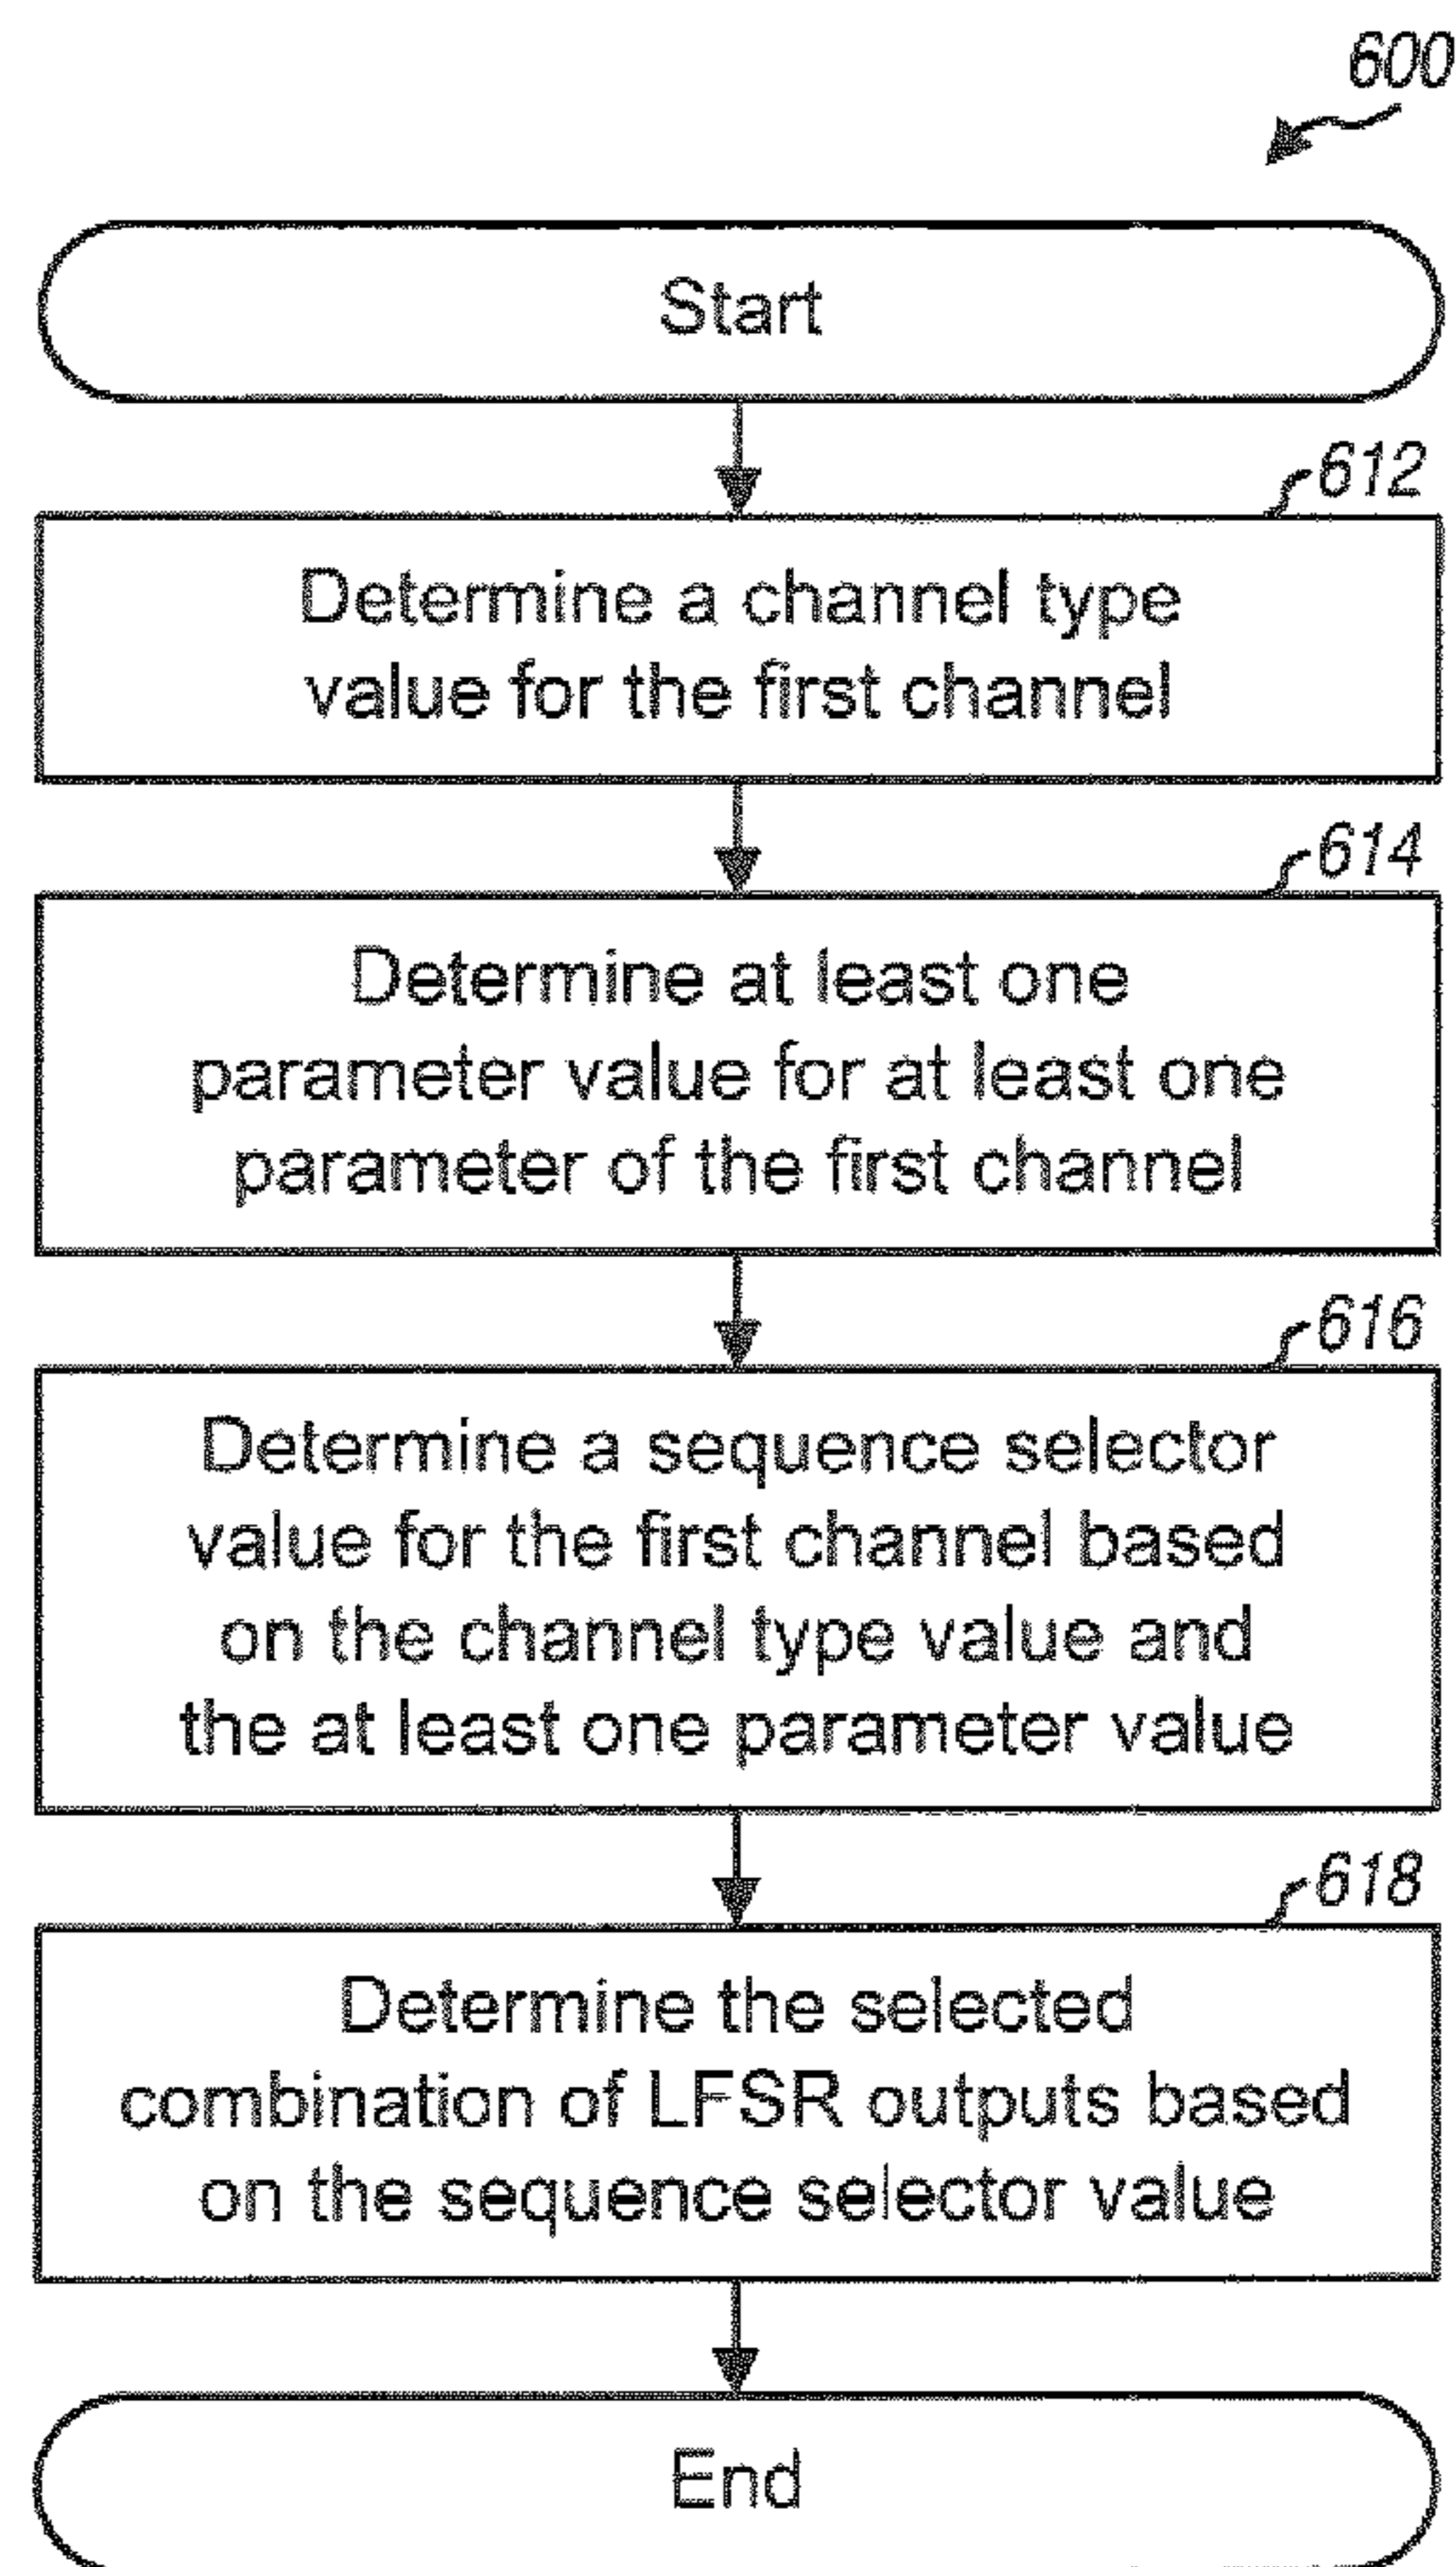 600
Start
612
Determine a channel type
value for the first channel
614
Determine at least one
parameter value for at least one
parameter of the first channel
616
Determine a sequence selector
value for the first channel based
on the channel type value and
the at least one parameter value
618
Determine the selected
combination of LFSR outputs based
on the sequence selector value
End